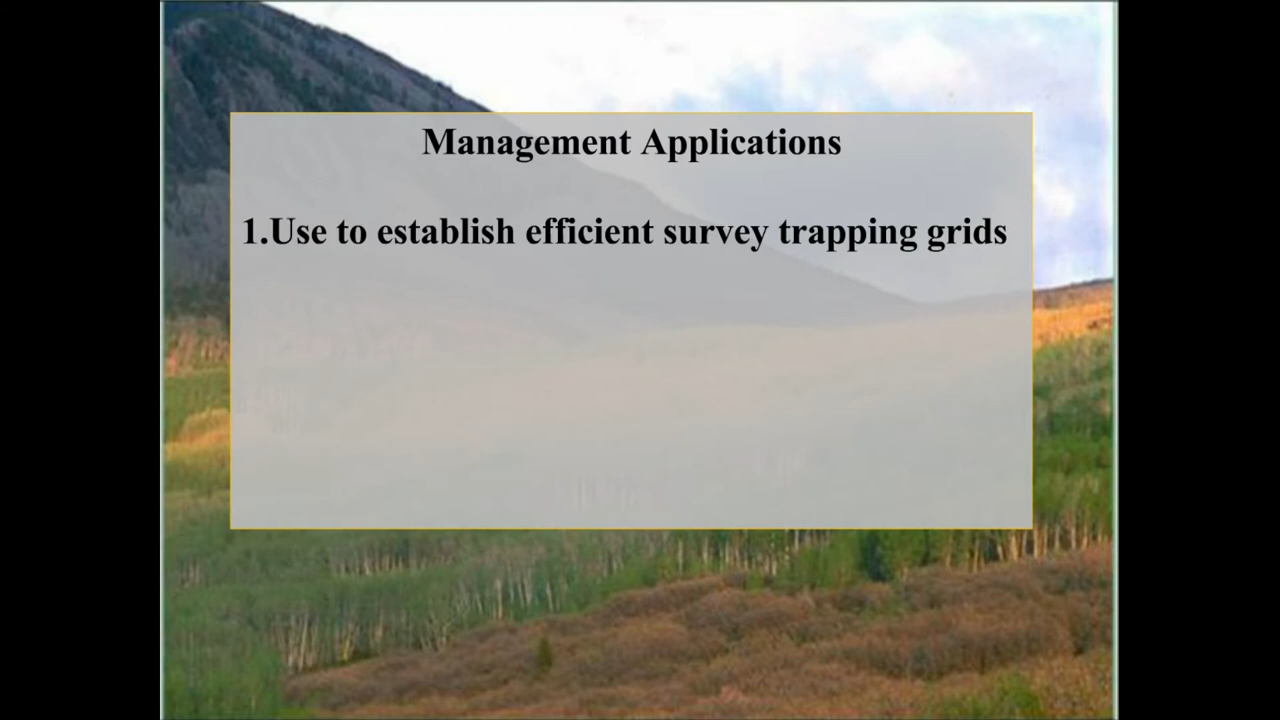 Management Applications
1.Use to establish efficient survey trapping grids